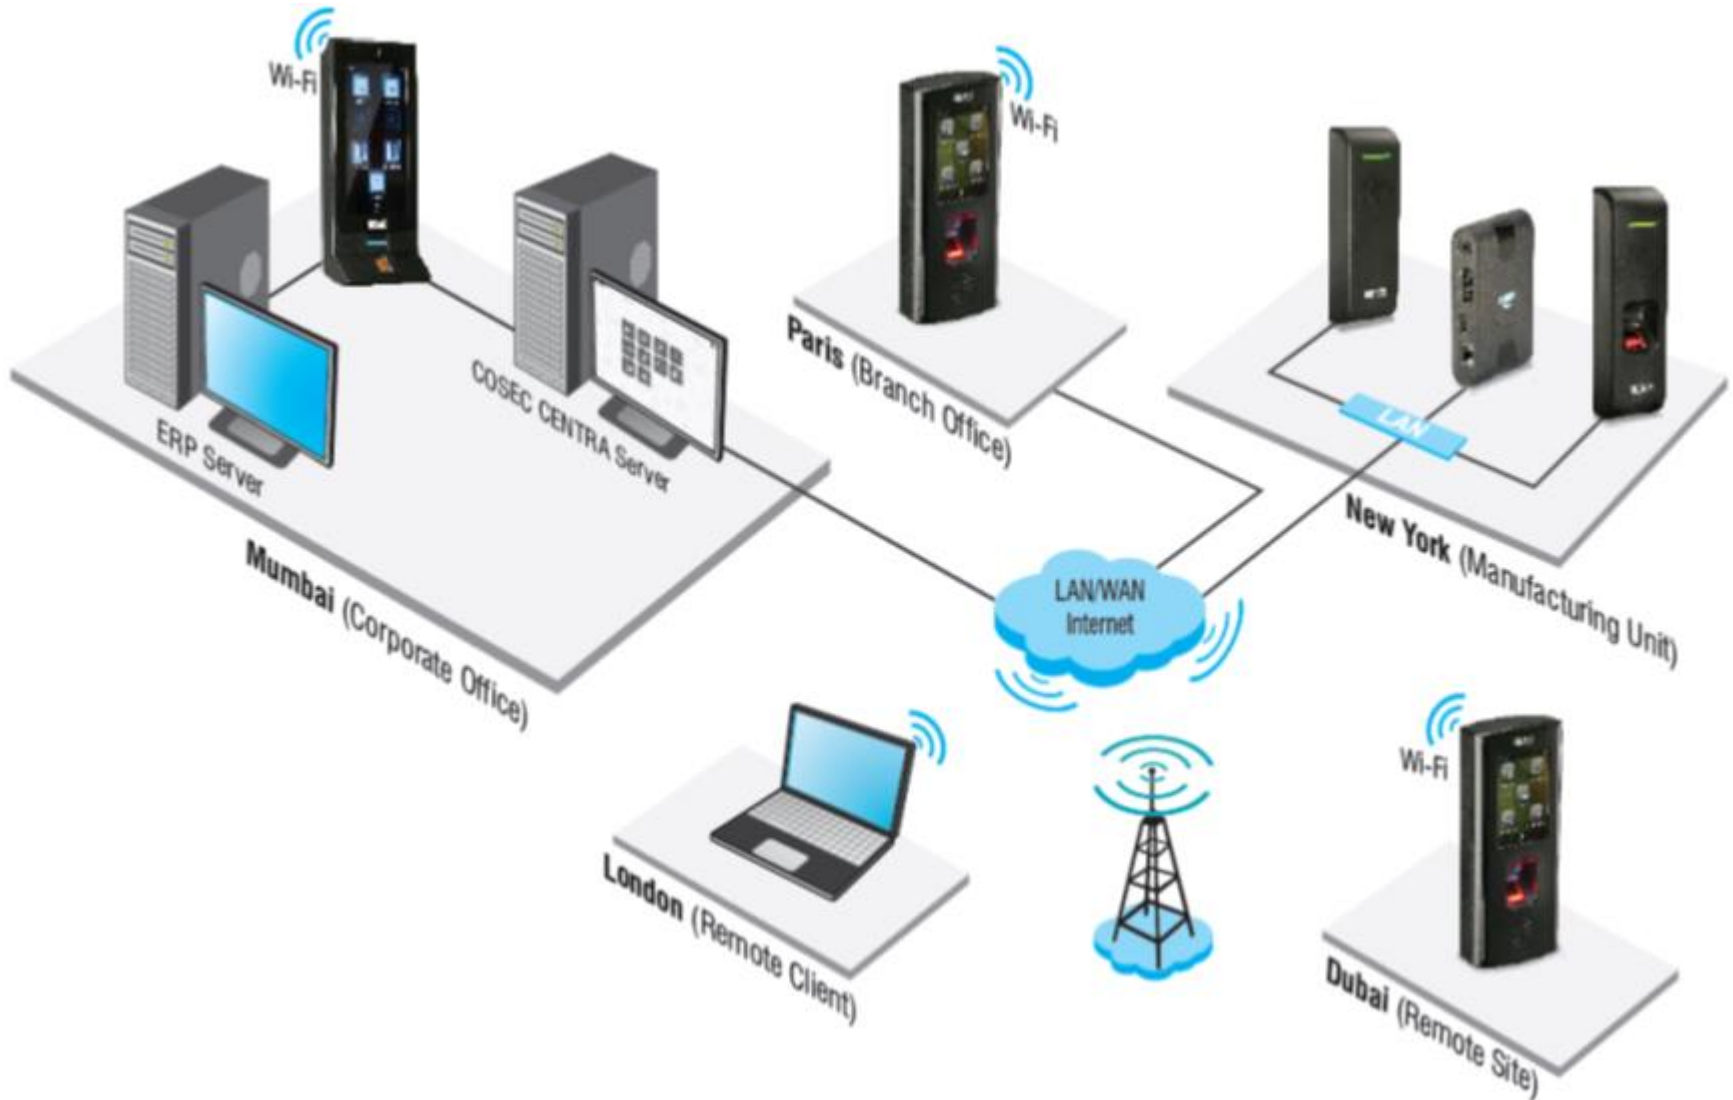 Wi-Fi
Wi-Fi
ERP Server
COSEC CENTRA Server
Mumbai (Corporate Office)
Paris (Branch Office)
LAN
New York (Manufacturing Unit)
LAN/WAN
Internet
London (Remote Client)
Wi-Fi
Dubai (Remote Site)